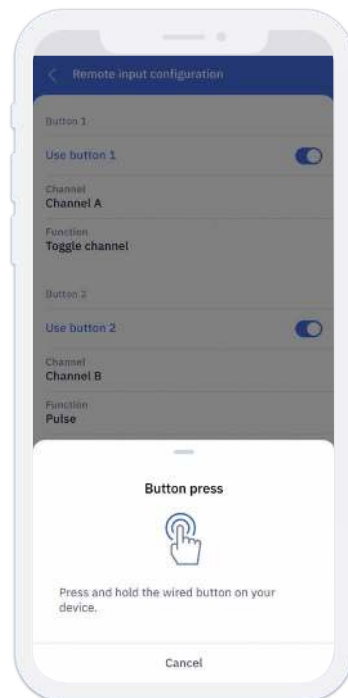 Remote input configuration
Button 1
Use button 1
Channel
Channel A
Function
Toggle channel
Button 2
Use button 2
Channel
Channel B
Function
Pulse
Button press
Press and hold the wired button on your
device.
Cancel